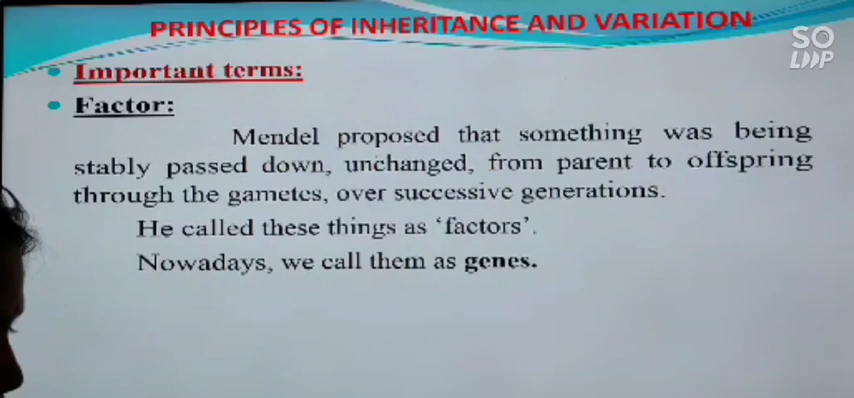 PRINCIPLES OF INHERITANCE AND VARIATION
SO
LOOP
Important terms:
Factor:
Mendel proposed that something was being
stably passed down, unchanged, from parent to offspring
through the gametes, over successive generations.
He called these things as ‘factors’.
Nowadays, we call them as genes.